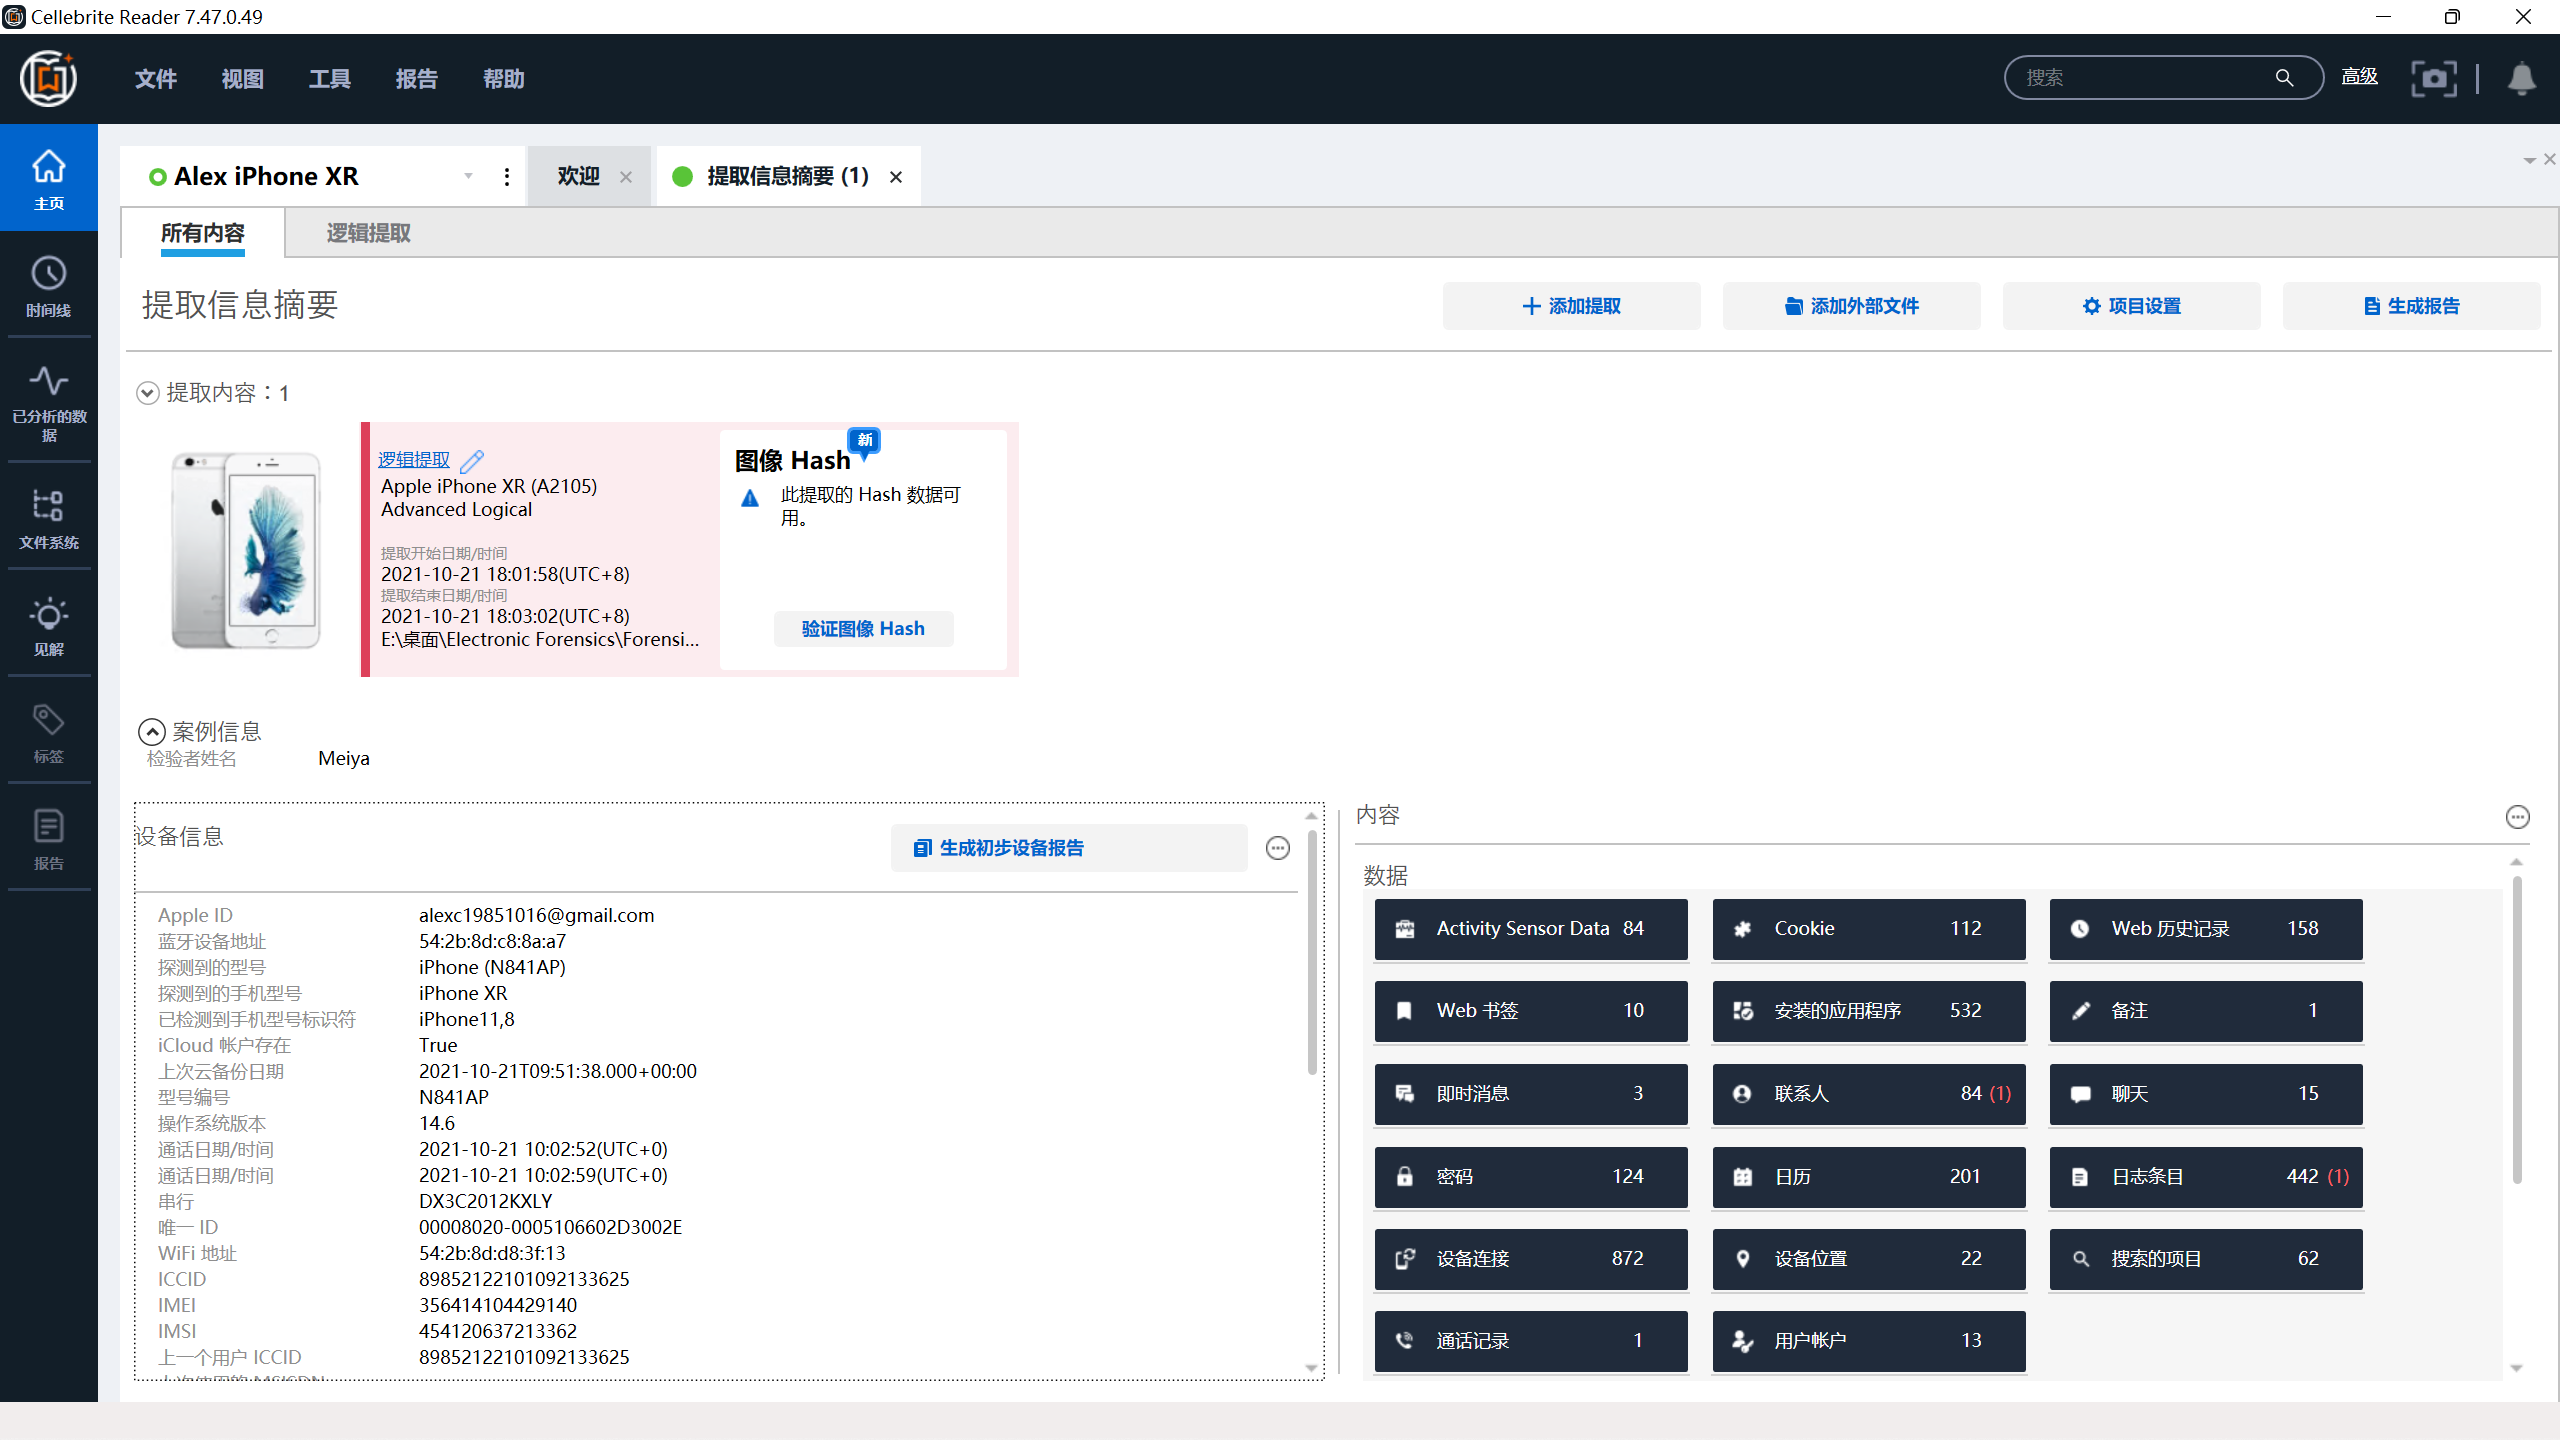 Cellebrite Reader 7.47.0.49
文件 视图 工具 报告 帮助
搜索
高级
主页
时间线
已分析的数
据
文件系统
见解
标签
报告
Alex iPhone XR
欢迎
提取信息摘要 (1)
所有内容
逻辑提取
提取信息摘要
添加提取
添加外部文件
项目设置
生成报告
提取内容：1
逻辑提取
Apple iPhone XR (A2105)
Advanced Logical
提取开始日期/时间
2021-10-21 18:01:58(UTC+8)
提取结束日期/时间
2021-10-21 18:03:02(UTC+8)
E:\桌面\Electronic Forensics\Forensi...
新
图像 Hash
此提取的 Hash 数据可
用。
验证图像 Hash
案例信息
检验者姓名 Meiya
设备信息
生成初步设备报告
Apple ID alexc19851016@gmail.com
蓝牙设备地址 54:2b:8d:c8:8a:a7
探测到的型号 iPhone (N841AP)
探测到的手机型号 iPhone XR
已检测到手机型号标识符 iPhone11,8
iCloud 帐户存在 True
上次云备份日期 2021-10-21T09:51:38.000+00:00
型号编号 N841AP
操作系统版本 14.6
通话日期/时间 2021-10-21 10:02:52(UTC+0)
通话日期/时间 2021-10-21 10:02:59(UTC+0)
串行 DX3C2012KXLY
唯一 ID 00008020-0005106602D3002E
WiFi 地址 54:2b:8d:d8:3f:13
ICCID 89852122101092133625
IMEI 356414104429140
IMSI 454120637213362
上一个用户 ICCID 89852122101092133625
内容
数据
Activity Sensor Data 84
Cookie 112
Web 历史记录 158
Web 书签 10
安装的应用程序 532
备注 1
即时消息 3
联系人 84 (1)
聊天 15
密码 124
日历 201
日志条目 442 (1)
设备连接 872
设备位置 22
搜索的项目 62
通话记录 1
用户帐户 13